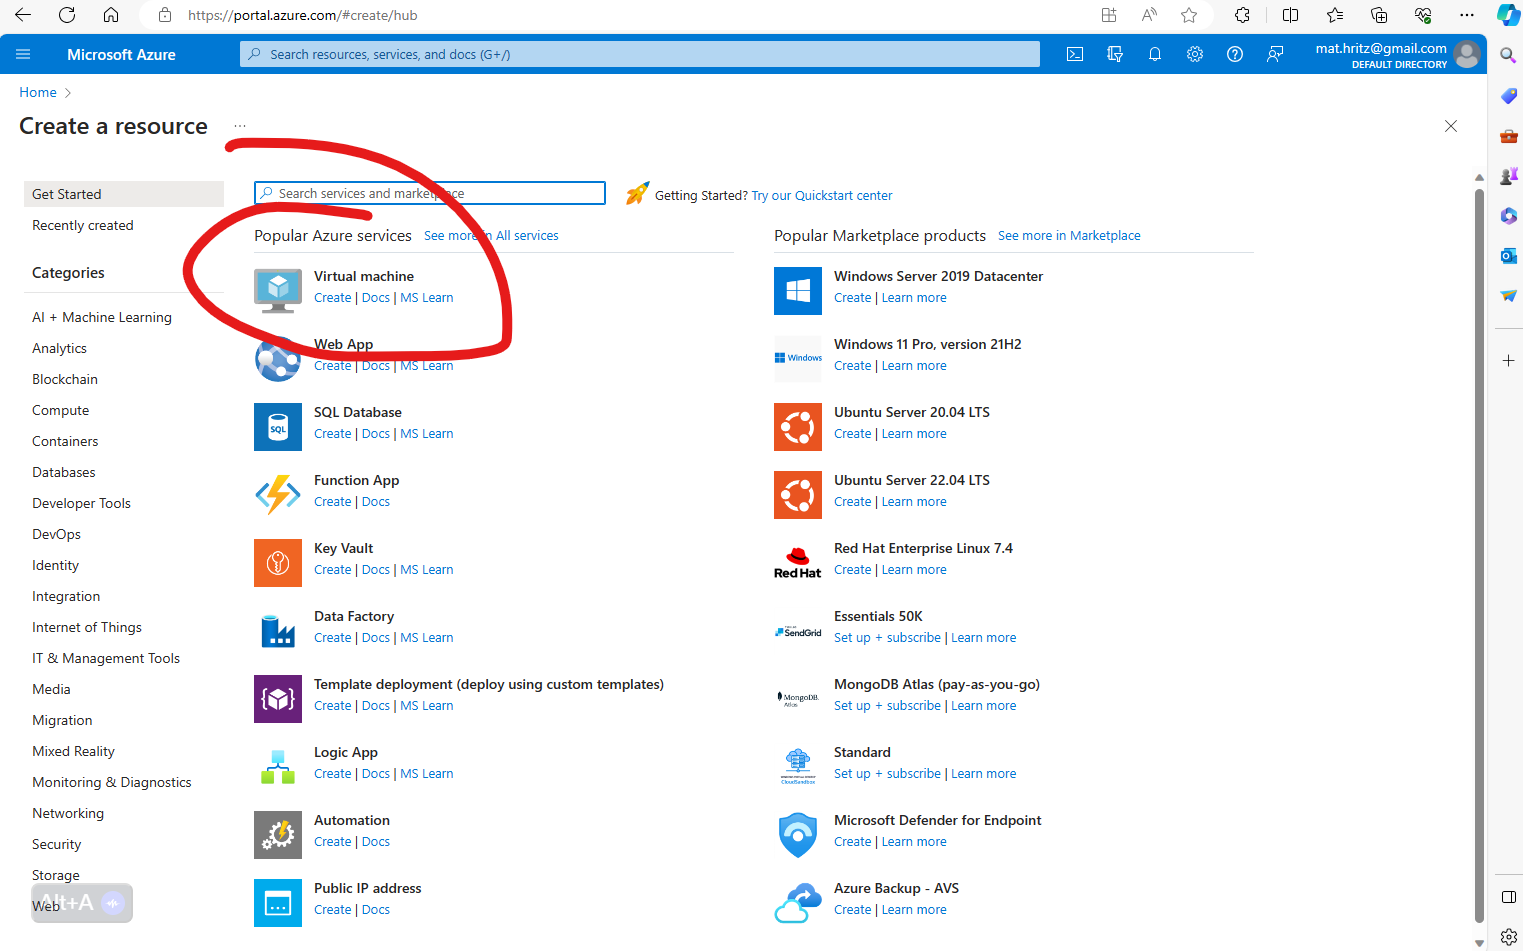 https://portal.azure.com/#create/hub
Microsoft Azure
Search resources, services, and docs (G+/)
mat.hritz@gmail.com
DEFAULT DIRECTORY
Home
Create a resource
...
Get Started
Recently created
Categories
AI + Machine Learning
Analytics
Blockchain
Compute
Containers
Databases
Developer Tools
DevOps
Identity
Integration
Internet of Things
IT & Management Tools
Media
Migration
Mixed Reality
Monitoring & Diagnostics
Networking
Security
Storage
Web
Alt+A
Search services and marketplace
Getting Started? Try our Quickstart center
Popular Azure services See more in All services
Virtual machine
Create | Docs | MS Learn
Web App
Create | Docs | MS Learn
SQL Database
SQL
Create | Docs | MS Learn
Function App
Create | Docs
Key Vault
Create | Docs | MS Learn
Data Factory
Create | Docs | MS Learn
Template deployment (deploy using custom templates)
Create | Docs | MS Learn
Logic App
Create | Docs | MS Learn
Automation
Create | Docs
Public IP address
Create | Docs
Popular Marketplace products See more in Marketplace
Windows Server 2019 Datacenter
Create | Learn more
Windows 11 Pro, version 21H2
Windows
Create | Learn more
Ubuntu Server 20.04 LTS
Create | Learn more
Ubuntu Server 22.04 LTS
Create | Learn more
Red Hat Enterprise Linux 7.4
Red Hat
Create | Learn more
Essentials 50K
SendGrid
Set up + subscribe | Learn more
MongoDB Atlas (pay-as-you-go)
MongoDB.
Atlas
Set up + subscribe | Learn more
Standard
CloudSandbox
Set up + subscribe | Learn more
Microsoft Defender for Endpoint
Create | Learn more
Azure Backup - AVS
Create | Learn more